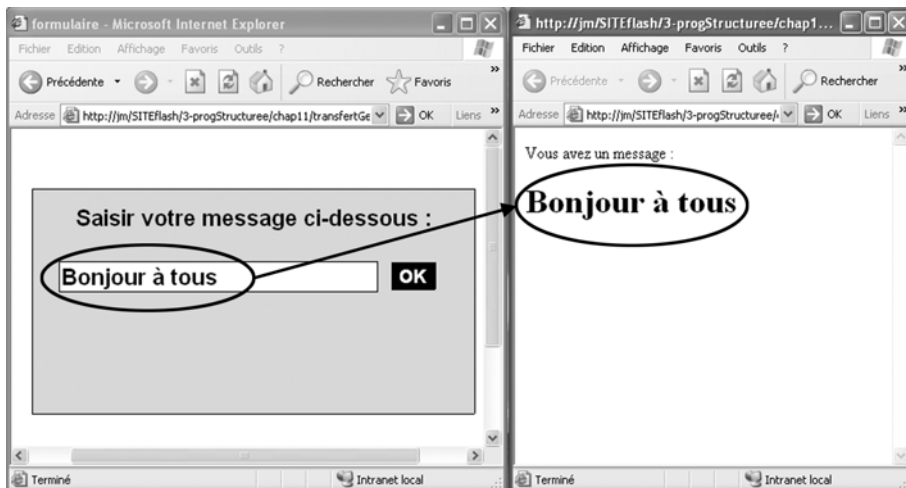 formulaire - Microsoft Internet Explorer
Fichier Edition Affichage Favoris Outils ?
Précédente Rechercher Favoris »
Adresse http://jm/SITEflash/3-progStructuree/chap11/transfertGe OK Liens »
Saisir votre message ci-dessous :
Bonjour à tous OK
Terminé Intranet local
http://jm/SITEflash/3-progStructuree/chap1...
Fichier Edition Affichage Favoris Outils ?
Précédente Rechercher »
Adresse http://jm/SITEflash/3-progStructuree/ OK Liens »
Vous avez un message :
Bonjour à tous
Terminé Intranet local